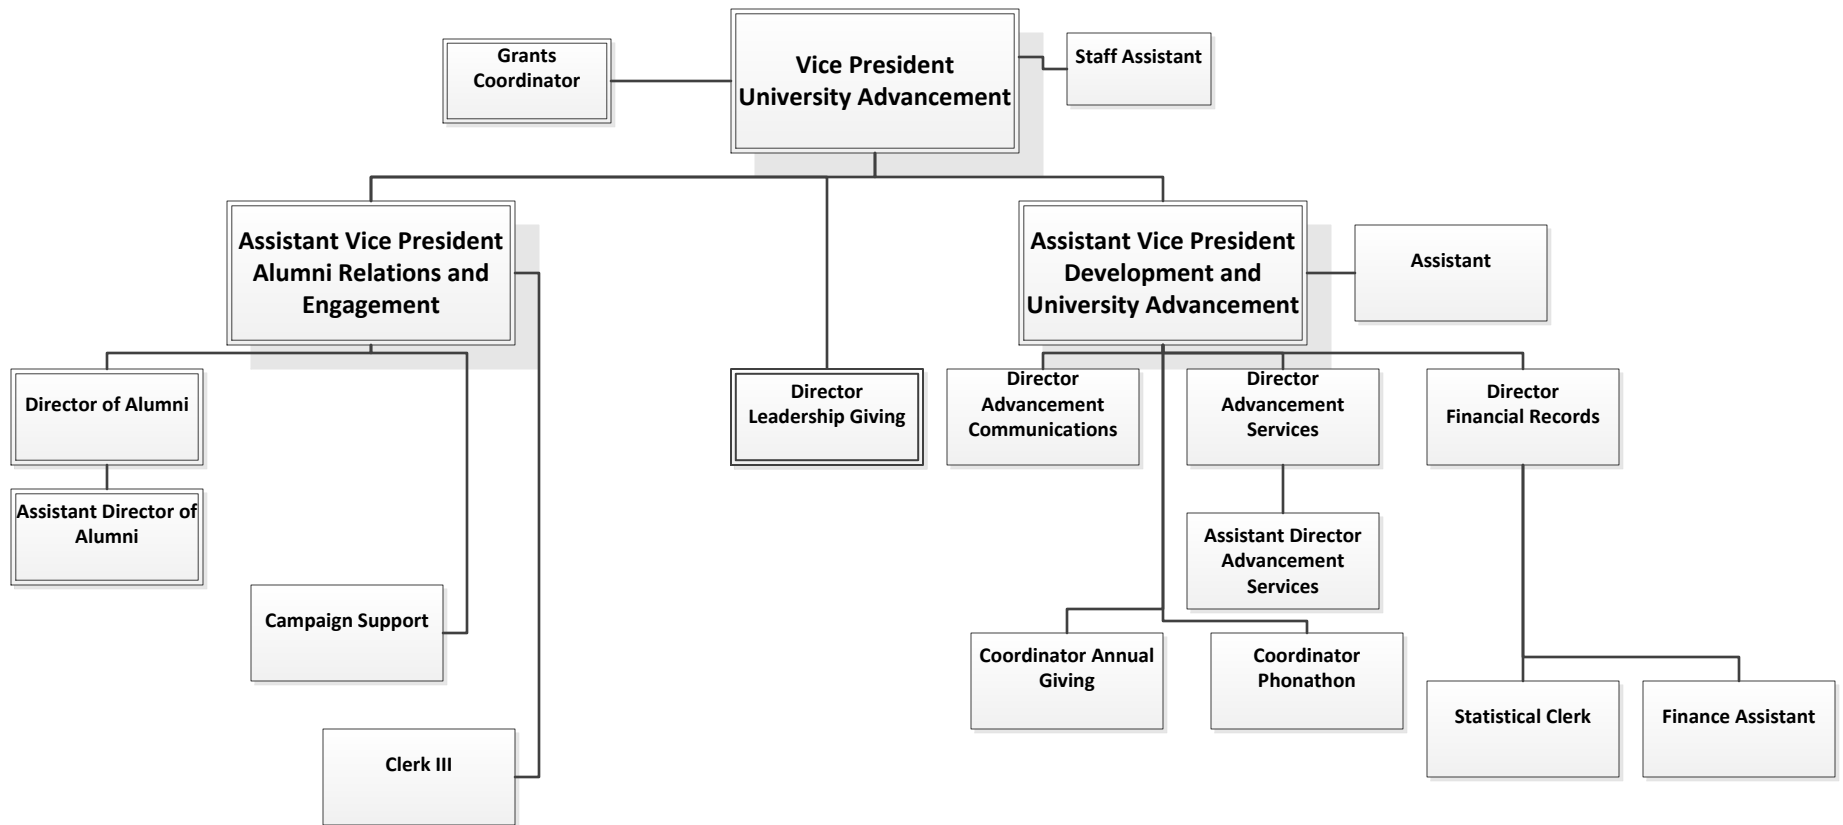 Grants
Coordinator
Vice President
University Advancement
Staff Assistant
Assistant Vice President
Alumni Relations and
Engagement
Assistant Vice President
Development and
University Advancement
Assistant
Director of Alumni
Director
Leadership Giving
Director
Advancement
Communications
Director
Advancement
Services
Director
Financial Records
Assistant Director of
Alumni
Assistant Director
Advancement
Services
Campaign Support
Coordinator Annual
Giving
Coordinator
Phonathon
Statistical Clerk
Finance Assistant
Clerk III